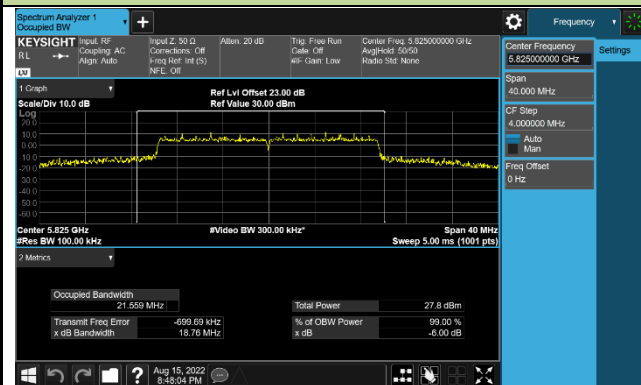 Spectrum Analyzer 1
Occupied BW
+
Frequency
KEYSIGHT
RL
Input: RF
Coupling: AC
Align: Auto
Input Z: 50 Ω
Corrections: Off
Freq Ref: Int (S)
NFE: Off
Atten: 20 dB
Trig: Free Run
Gate: Off
#IF Gain: Low
Center Freq: 5.825000000 GHz
Avg|Hold: 50/50
Radio Std: None
LXI
Center Frequency
5.825000000 GHz
Settings
Span
40.000 MHz
CF Step
4.000000 MHz
Auto
Man
Freq Offset
0 Hz
1 Graph
Scale/Div 10.0 dB
Ref Lvl Offset 23.00 dB
Ref Value 30.00 dBm
Log
20.0
10.0
0.00
-10.0
-20.0
-30.0
-40.0
-50.0
-60.0
Center 5.825 GHz
#Res BW 100.00 kHz
#Video BW 300.00 kHz*
Span 40 MHz
Sweep 5.00 ms (1001 pts)
2 Metrics
Occupied Bandwidth
21.559 MHz
Total Power 27.8 dBm
Transmit Freq Error -699.69 kHz
% of OBW Power 99.00 %
x dB Bandwidth 18.76 MHz
x dB -6.00 dB
?
Aug 15, 2022
8:48:04 PM